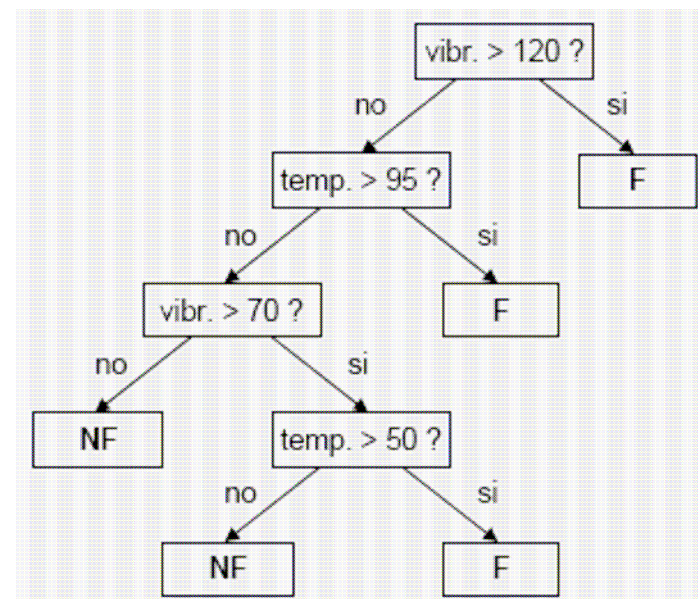 vibr. > 120 ?
no
si
temp. > 95 ?
F
no
si
vibr. > 70 ?
F
no
si
NF
temp. > 50 ?
no
si
NF
F